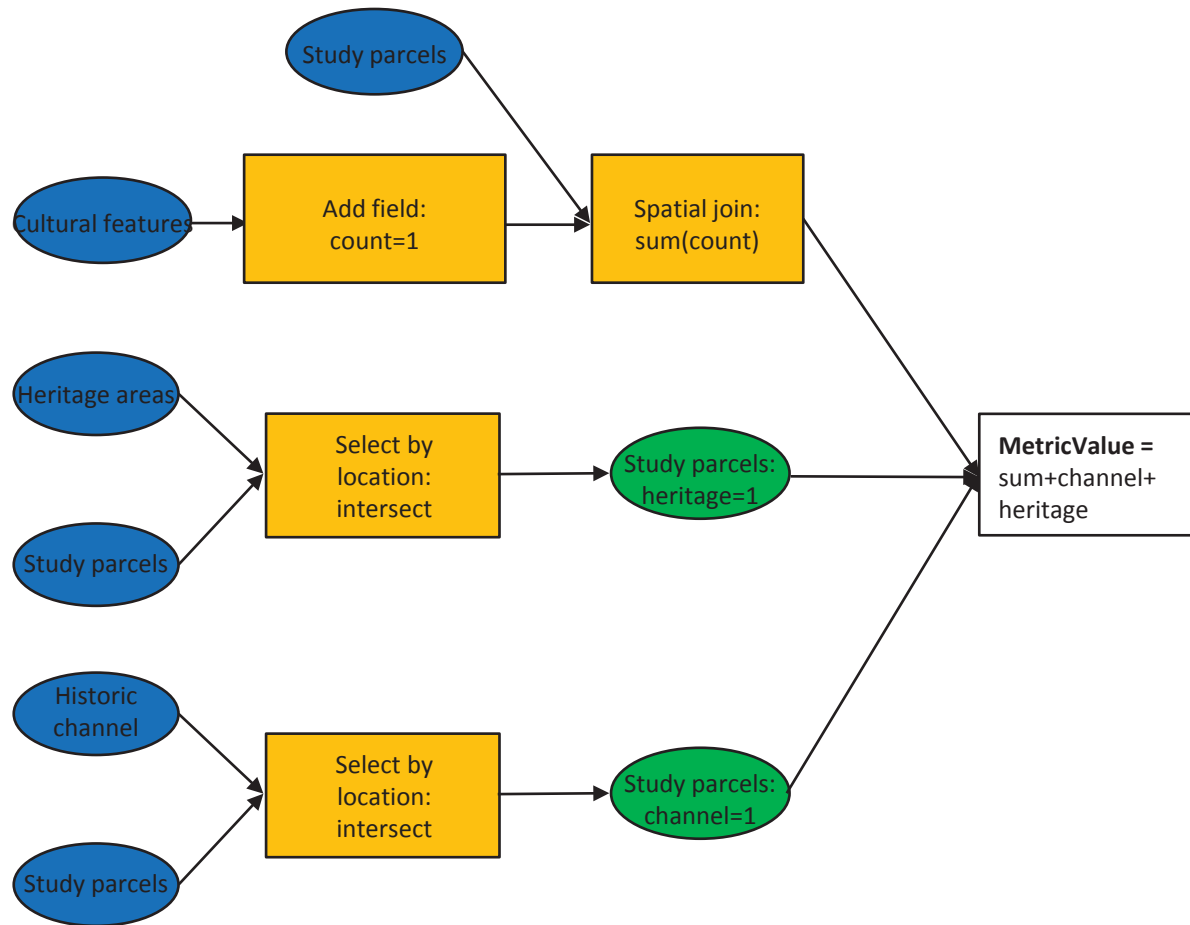 Study parcels
Cultural features
Add field:
count=1
Spatial join:
sum(count)
Heritage areas
Study parcels
Select by
location:
intersect
Study parcels:
heritage=1
MetricValue =
sum+channel+
heritage
Historic
channel
Study parcels
Select by
location:
intersect
Study parcels:
channel=1